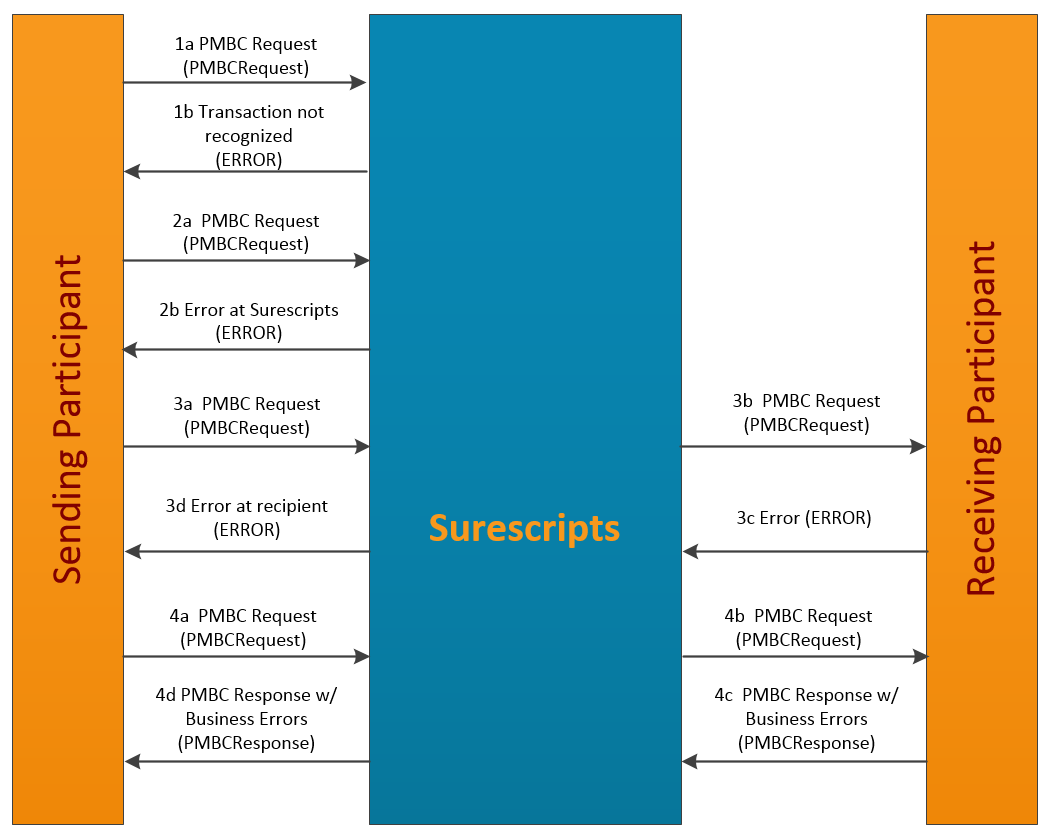 1a PMBC Request
(PMBCRequest)
1b Transaction not
recognized
(ERROR)
2a  PMBC Request
(PMBCRequest)
2b Error at Surescripts
(ERROR)
3a  PMBC Request
(PMBCRequest)
3b  PMBC Request
(PMBCRequest)
3d Error at recipient
(ERROR)
3c Error (ERROR)
4a  PMBC Request
(PMBCRequest)
4b  PMBC Request
(PMBCRequest)
4d PMBC Response w/
Business Errors
(PMBCResponse)
4c  PMBC Response w/
Business Errors
(PMBCResponse)
Sending Participant
Surescripts
Receiving Participant